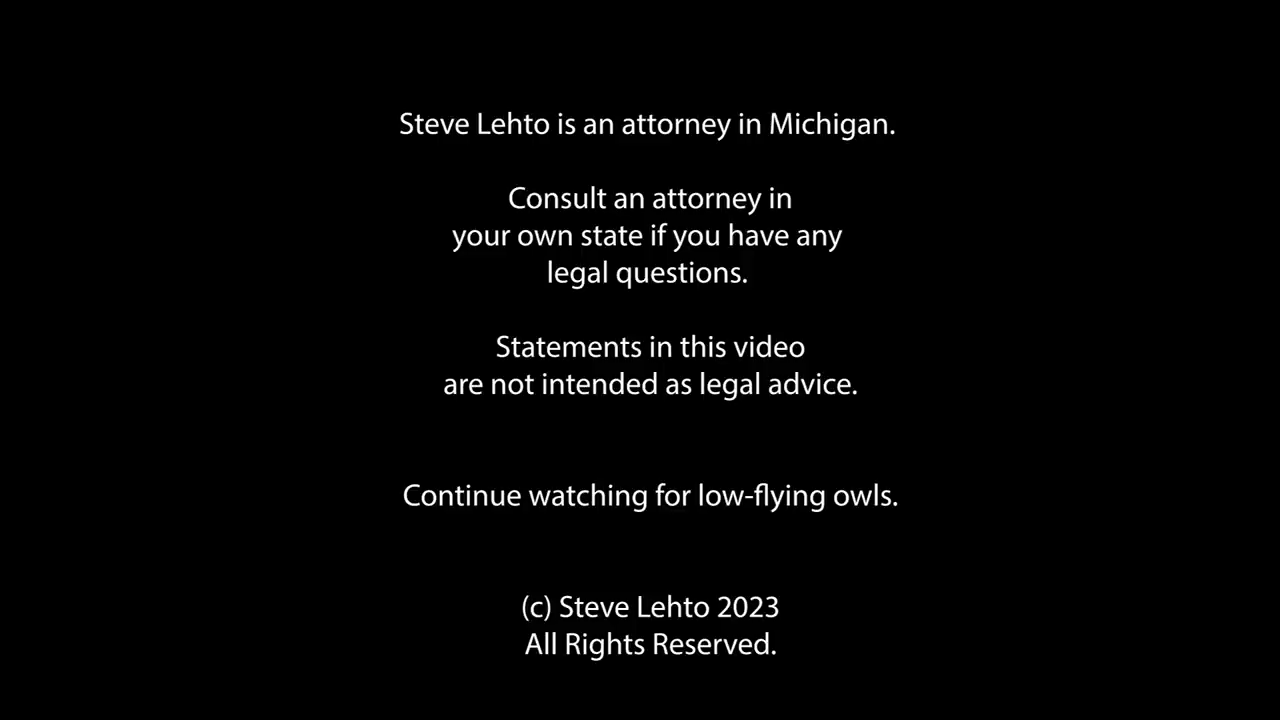 Steve Lehto is an attorney in Michigan.
Consult an attorney in
your own state if you have any
legal questions.
Statements in this video
are not intended as legal advice.
Continue watching for low-flying owls.
(c) Steve Lehto 2023
All Rights Reserved.